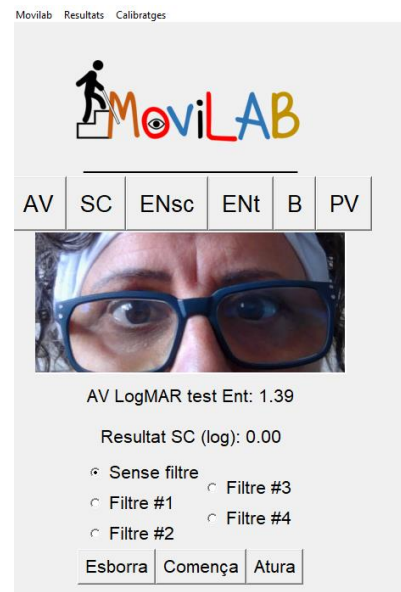 Movilab Resultats Calibratges
MoviLAB
AV SC ENsc ENt B PV
AV LogMAR test Ent: 1.39
Resultat SC (log): 0.00
Sense filtre
Filtre #3
Filtre #1
Filtre #4
Filtre #2
Esborra Comença Atura